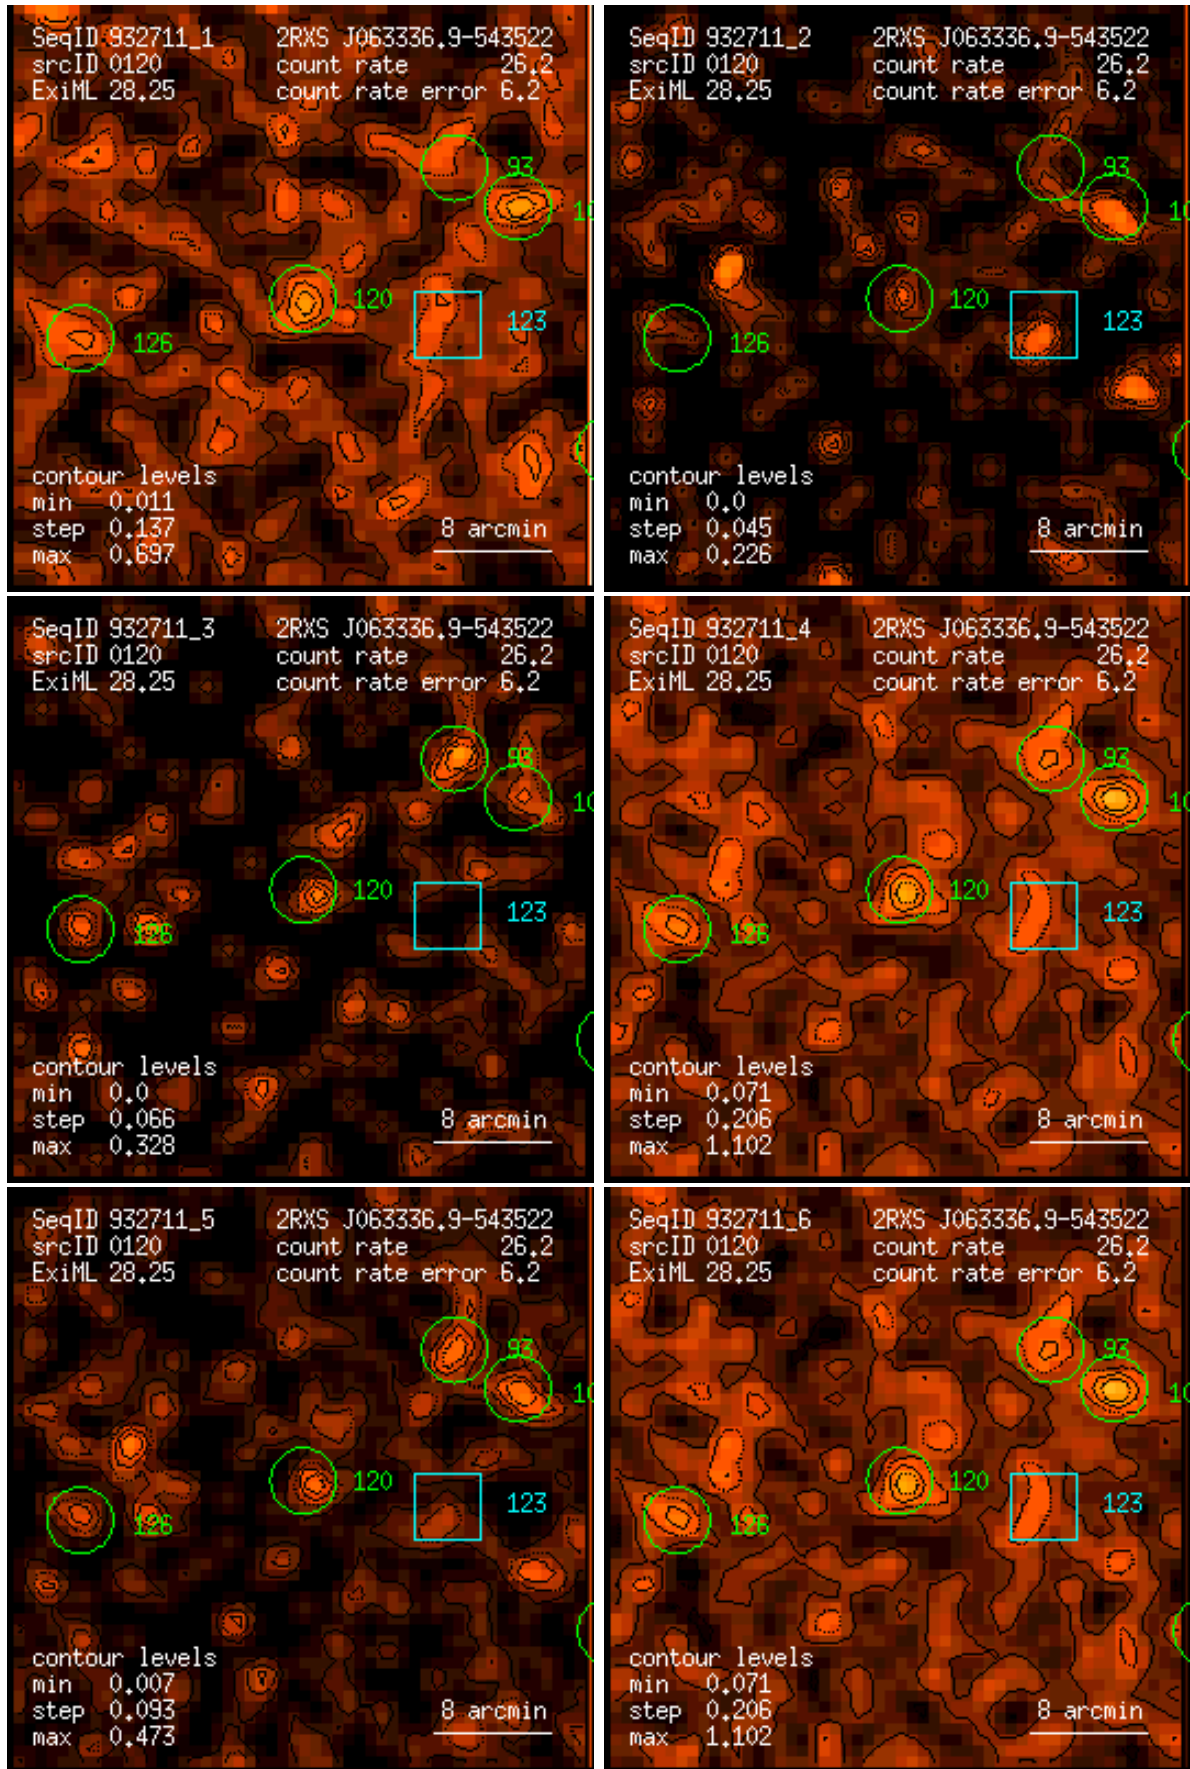 SeqID 932711_1 2RXS J063336.9-543522
srcID 0120 count rate 26.2
ExiML 28.25 count rate error 6.2
93
10
120
123
126
contour levels
min 0.011
step 0.137 8 arcmin
max 0.697
SeqID 932711_2 2RXS J063336.9-543522
srcID 0120 count rate 26.2
ExiML 28.25 count rate error 6.2
93
10
120
123
126
contour levels
min 0.0
step 0.045 8 arcmin
max 0.226
SeqID 932711_3 2RXS J063336.9-543522
srcID 0120 count rate 26.2
ExiML 28.25 count rate error 6.2
93
10
120
123
126
contour levels
min 0.0
step 0.066 8 arcmin
max 0.328
SeqID 932711_4 2RXS J063336.9-543522
srcID 0120 count rate 26.2
ExiML 28.25 count rate error 6.2
93
10
120
123
126
contour levels
min 0.071
step 0.206 8 arcmin
max 1.102
SeqID 932711_5 2RXS J063336.9-543522
srcID 0120 count rate 26.2
ExiML 28.25 count rate error 6.2
93
10
120
123
126
contour levels
min 0.007
step 0.093 8 arcmin
max 0.473
SeqID 932711_6 2RXS J063336.9-543522
srcID 0120 count rate 26.2
ExiML 28.25 count rate error 6.2
93
10
120
123
126
contour levels
min 0.071
step 0.206 8 arcmin
max 1.102